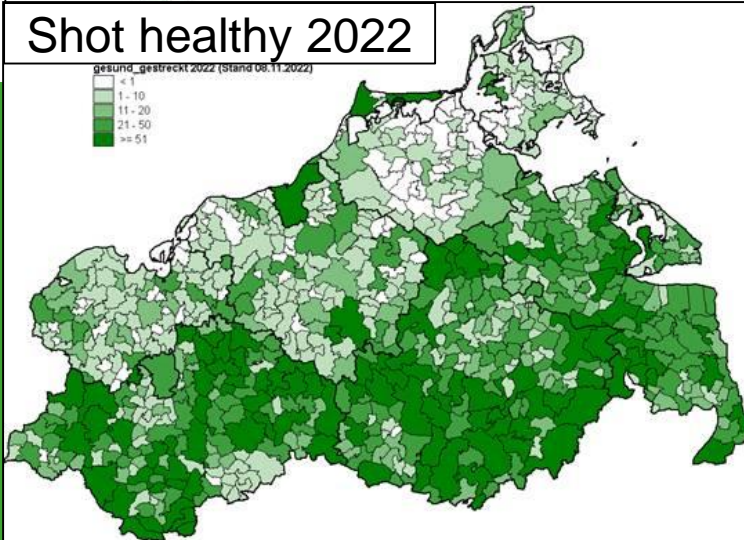 Shot healthy 2022
gesund_gestreckt 2022 (Stand 08.11.2022)
< 1
1 - 10
11 - 20
21 - 50
>= 51